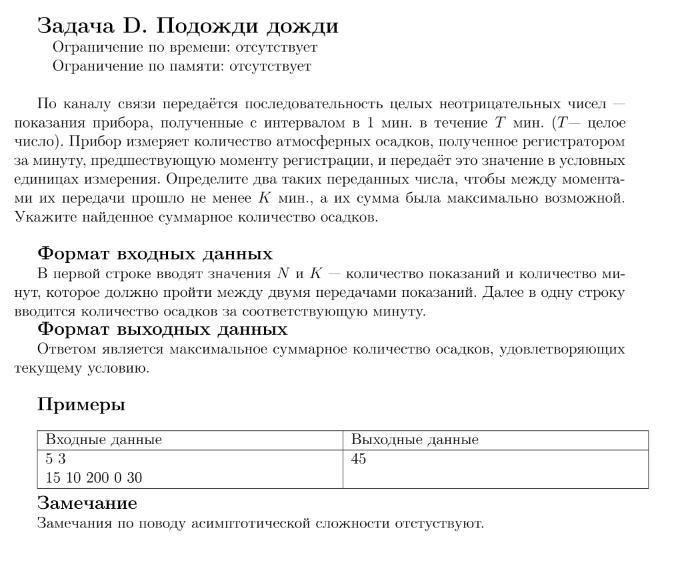 Задача D. Подожди дожди
Ограничение по времени: отсутствует
Ограничение по памяти: отсутствует
По каналу связи передаётся последовательность целых неотрицательных чисел —
показания прибора, полученные с интервалом в 1 мин. в течение T мин. (T— целое
число). Прибор измеряет количество атмосферных осадков, полученное регистратором
за минуту, предшествующую моменту регистрации, и передаёт это значение в условных
единицах измерения. Определите два таких переданных числа, чтобы между момента-
ми их передачи прошло не менее K мин., а их сумма была максимально возможной.
Укажите найденное суммарное количество осадков.
Формат входных данных
В первой строке вводят значения N и K — количество показаний и количество ми-
нут, которое должно пройти между двумя передачами показаний. Далее в одну строку
вводится количество осадков за соответствующую минуту.
Формат выходных данных
Ответом является максимальное суммарное количество осадков, удовлетворяющих
текущему условию.
Примеры
Входные данные Выходные данные
5 3 45
15 10 200 0 30
Замечание
Замечания по поводу асимптотической сложности отстуствуют.